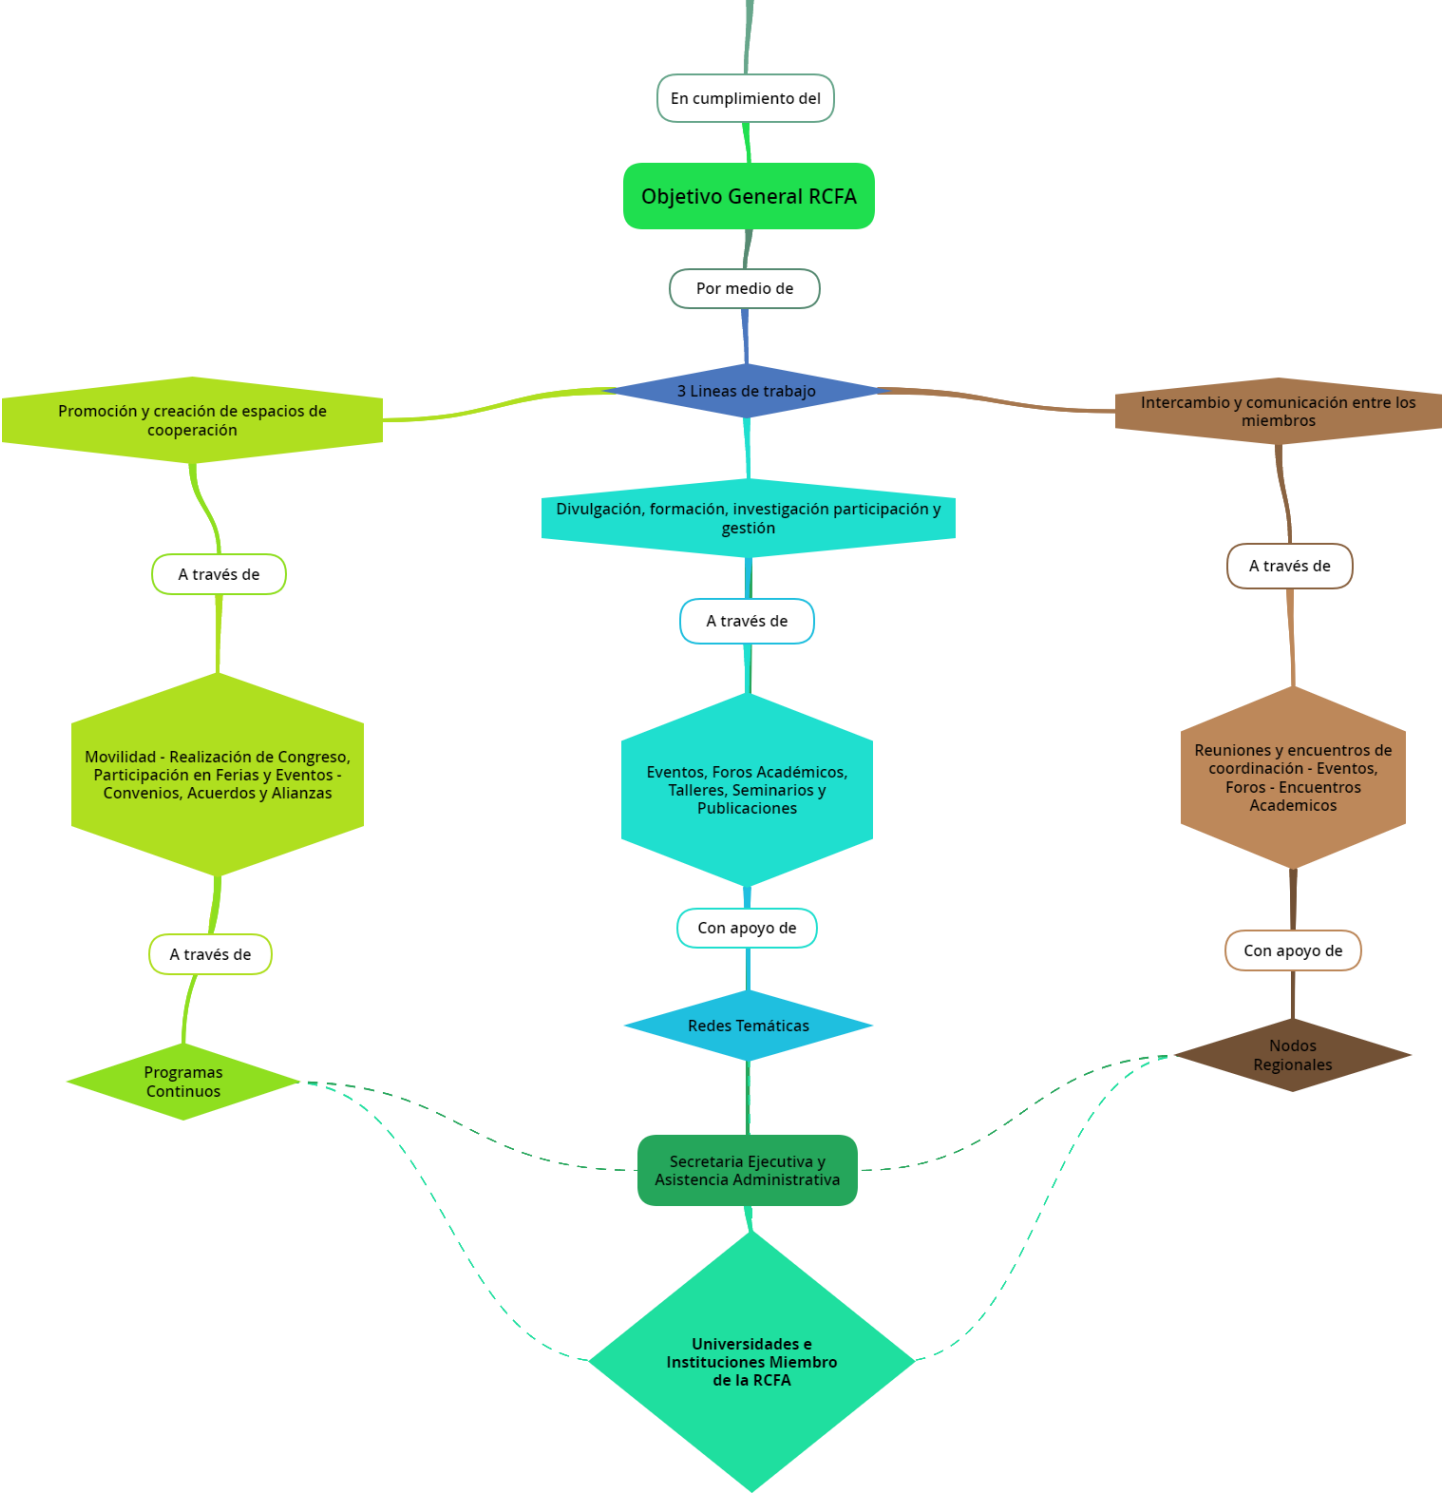 En cumplimiento del
Objetivo General RCFA
Por medio de
3 Lineas de trabajo
Promoción y creación de espacios de
cooperación
Intercambio y comunicación entre los
miembros
Divulgación, formación, investigación participación y
gestión
A través de
A través de
A través de
Movilidad - Realización de Congreso,
Participación en Ferias y Eventos -
Convenios, Acuerdos y Alianzas
Eventos, Foros Académicos,
Talleres, Seminarios y
Publicaciones
Reuniones y encuentros de
coordinación - Eventos,
Foros - Encuentros
Academicos
A través de
Con apoyo de
Con apoyo de
Programas
Continuos
Redes Temáticas
Nodos
Regionales
Secretaria Ejecutiva y
Asistencia Administrativa
Universidades e
Instituciones Miembro
de la RCFA